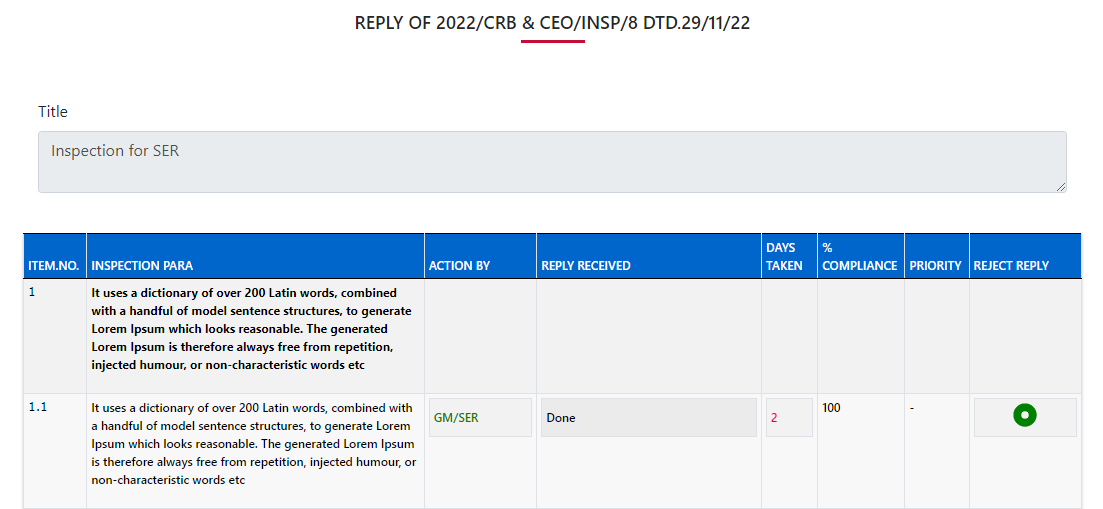 REPLY OF 2022/CRB & CEO/INSP/8 DTD.29/11/22
Title
Inspection for SER
ITEM.NO. INSPECTION PARA ACTION BY REPLY RECEIVED DAYS TAKEN % COMPLIANCE PRIORITY REJECT REPLY
1 It uses a dictionary of over 200 Latin words, combined
with a handful of model sentence structures, to generate
Lorem Ipsum which looks reasonable. The generated
Lorem Ipsum is therefore always free from repetition,
injected humour, or non-characteristic words etc
1.1 It uses a dictionary of over 200 Latin words, combined with
a handful of model sentence structures, to generate Lorem
Ipsum which looks reasonable. The generated Lorem Ipsum
is therefore always free from repetition, injected humour, or
non-characteristic words etc
GM/SER Done 2 100 -